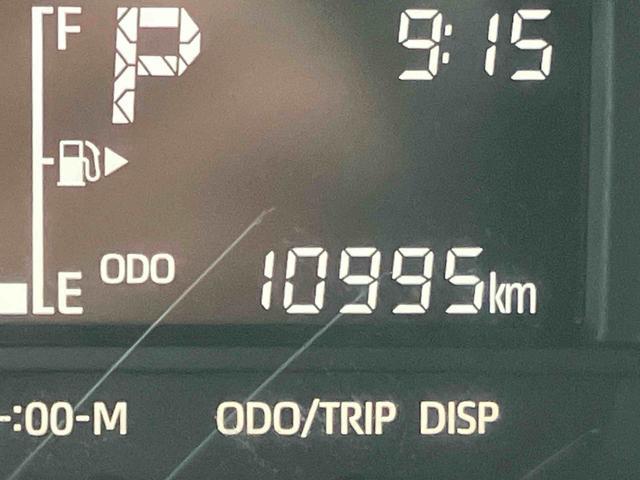 F P 9:15
E ODO 10995km
-:00-M ODO/TRIP DISP